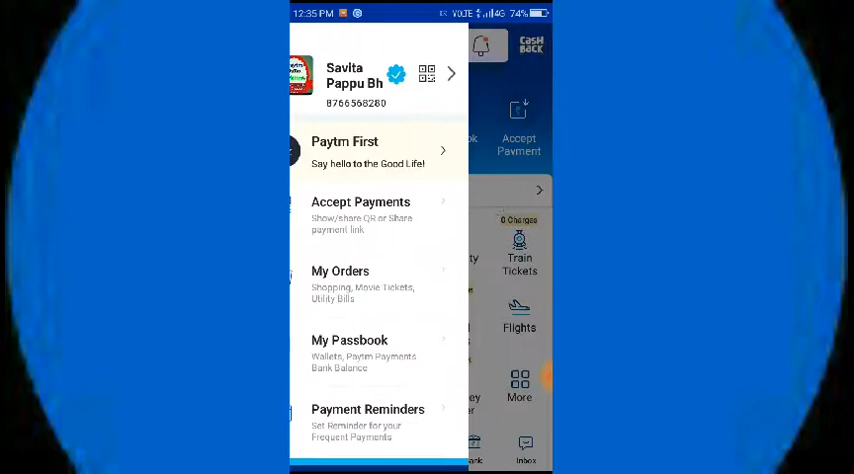 12:35 PM
VOLTE 4G 74%
CASH
BACK
Savita
Pappu Bh
8766568280
Accept
Payment
Paytm First
Say hello to the Good Life!
Accept Payments
Show/share QR or Share
payment link
0 Charges
Train
Tickets
My Orders
Shopping, Movie Tickets,
Utility Bills
Flights
My Passbook
Wallets, Paytm Payments
Bank Balance
More
Payment Reminders
Set Reminder for your
Frequent Payments
Inbox